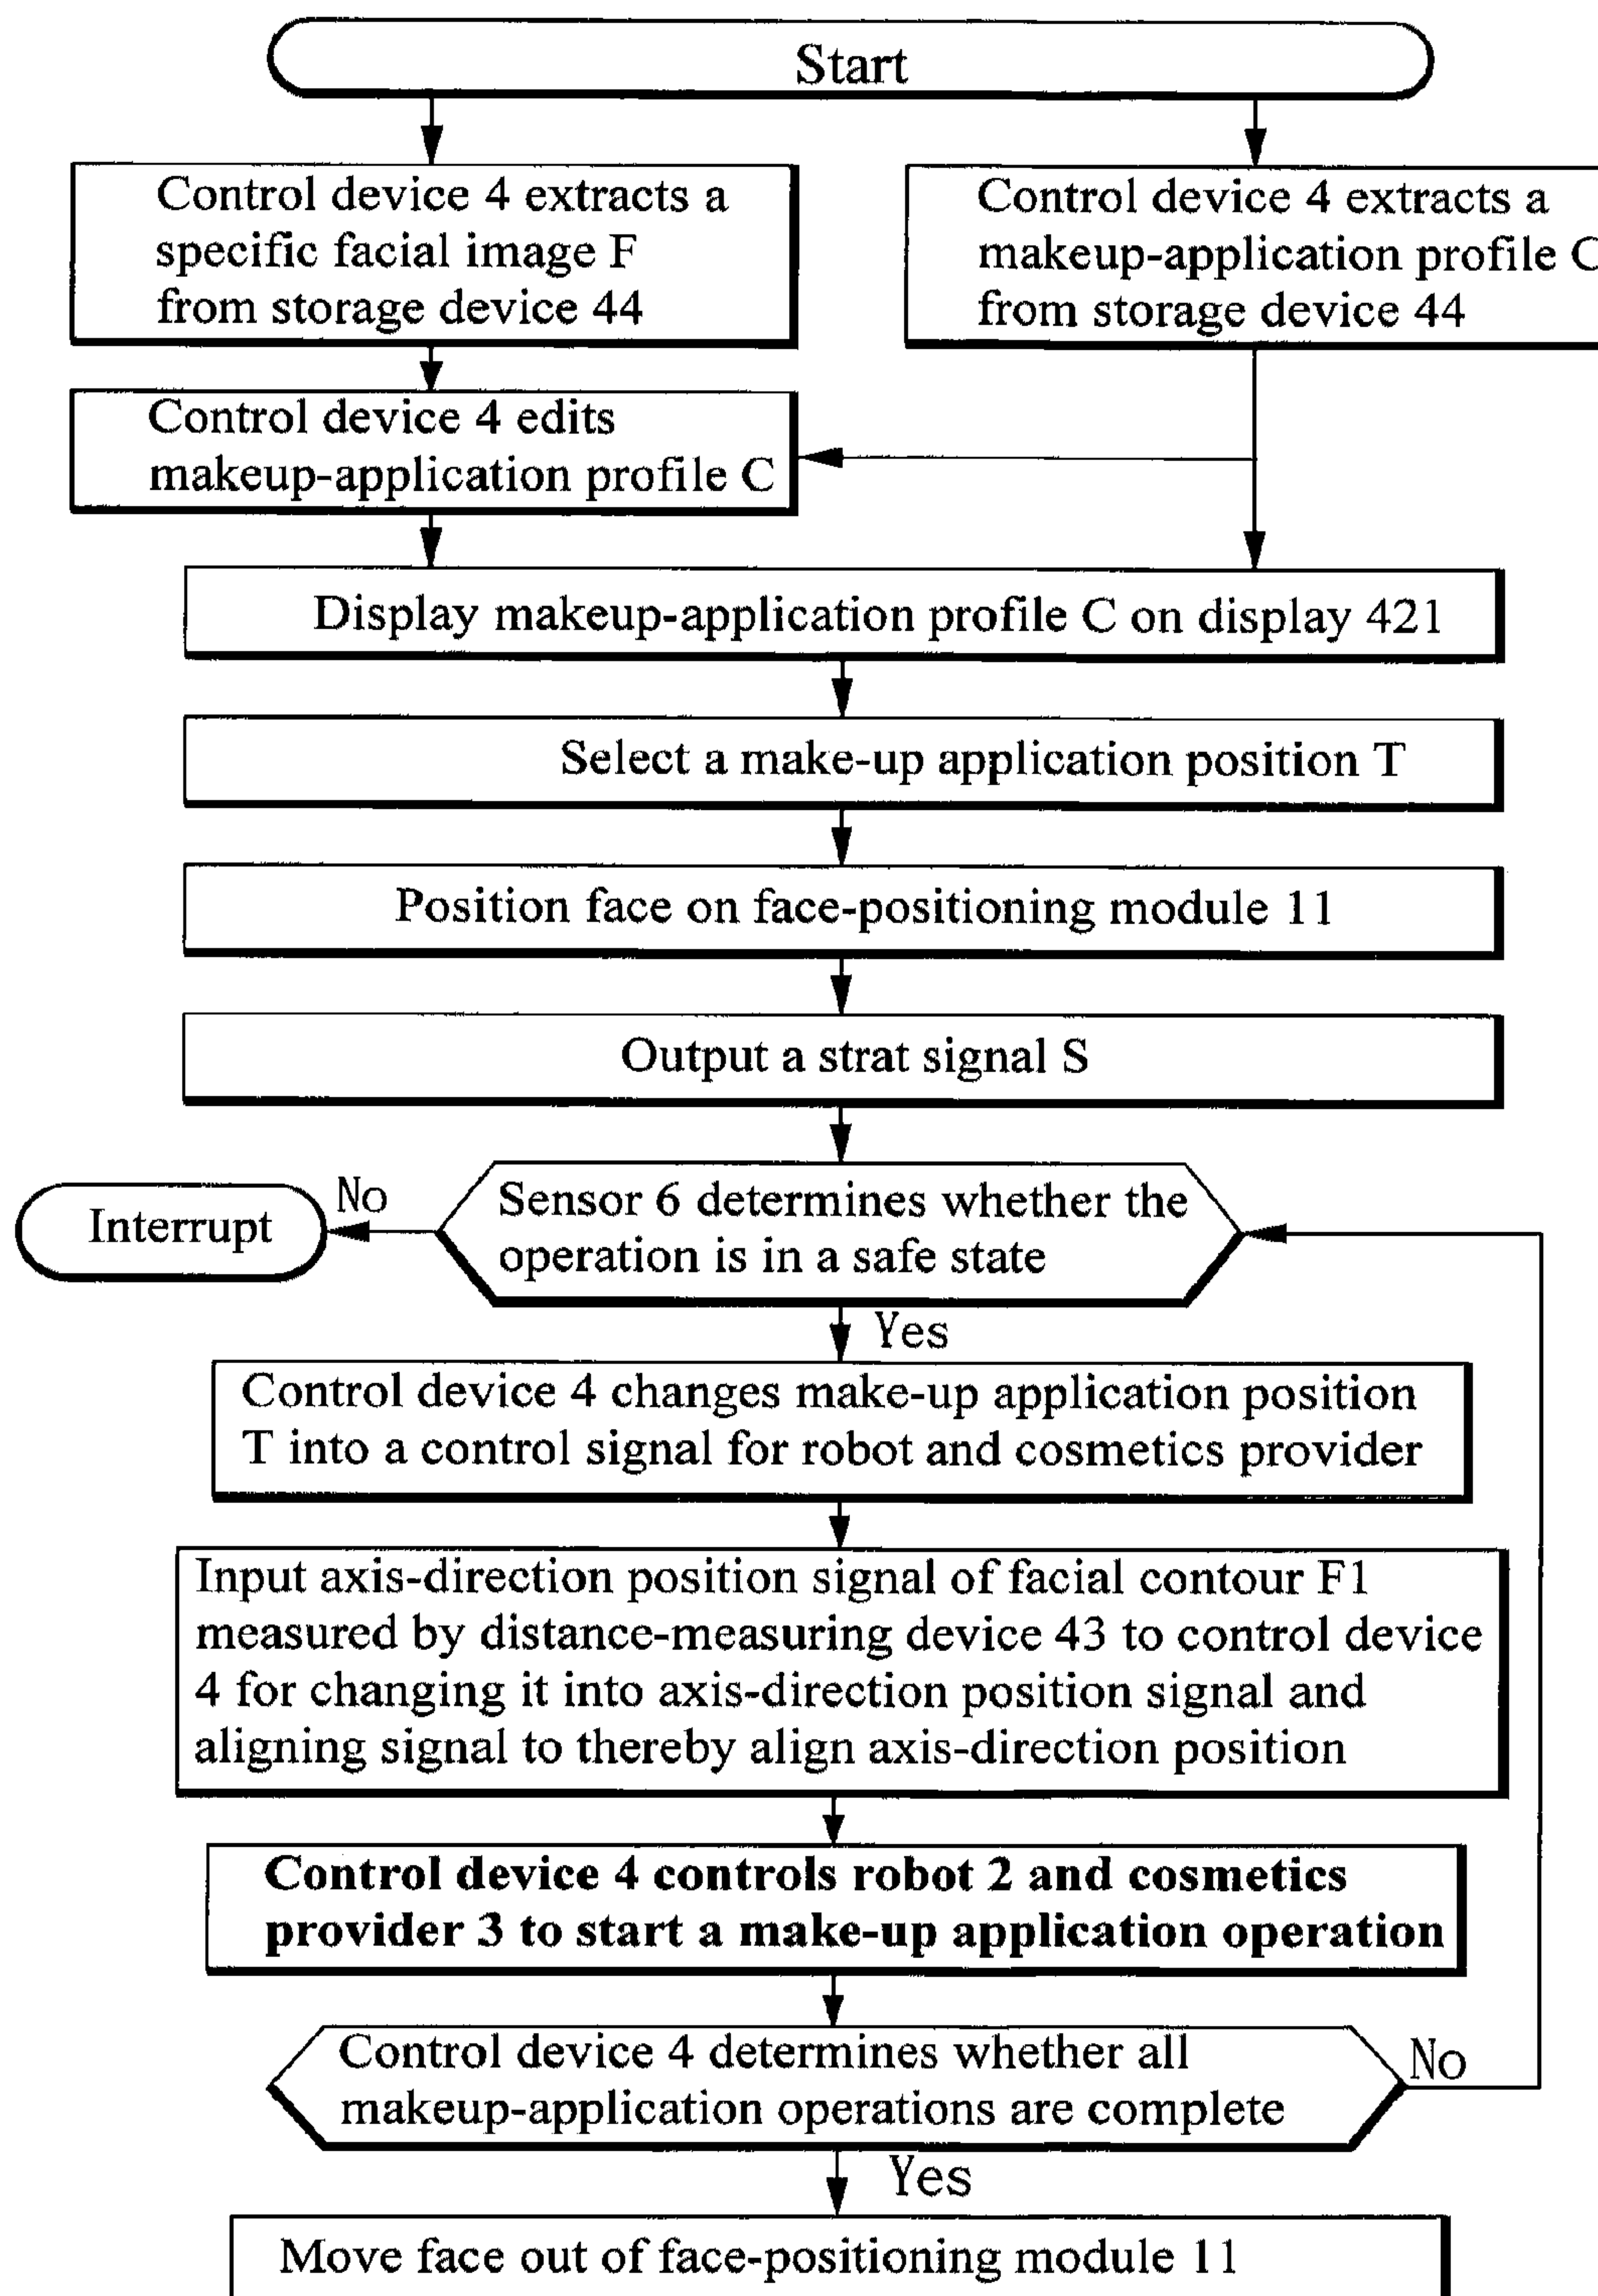 Start
Control device 4 extracts a
specific facial image F
from storage device 44
Control device 4 extracts a
makeup-application profile C
from storage device 44
Control device 4 edits
makeup-application profile C
Display makeup-application profile C on display 421
Select a make-up application position T
Position face on face-positioning module 11
Output a strat signal S
Sensor 6 determines whether the
operation is in a safe state
No
Interrupt
Yes
Control device 4 changes make-up application position
T into a control signal for robot and cosmetics provider
Input axis-direction position signal of facial contour F1
measured by distance-measuring device 43 to control device
4 for changing it into axis-direction position signal and
aligning signal to thereby align axis-direction position
Control device 4 controls robot 2 and cosmetics
provider 3 to start a make-up application operation
Control device 4 determines whether all
makeup-application operations are complete
No
Yes
Move face out of face-positioning module 11